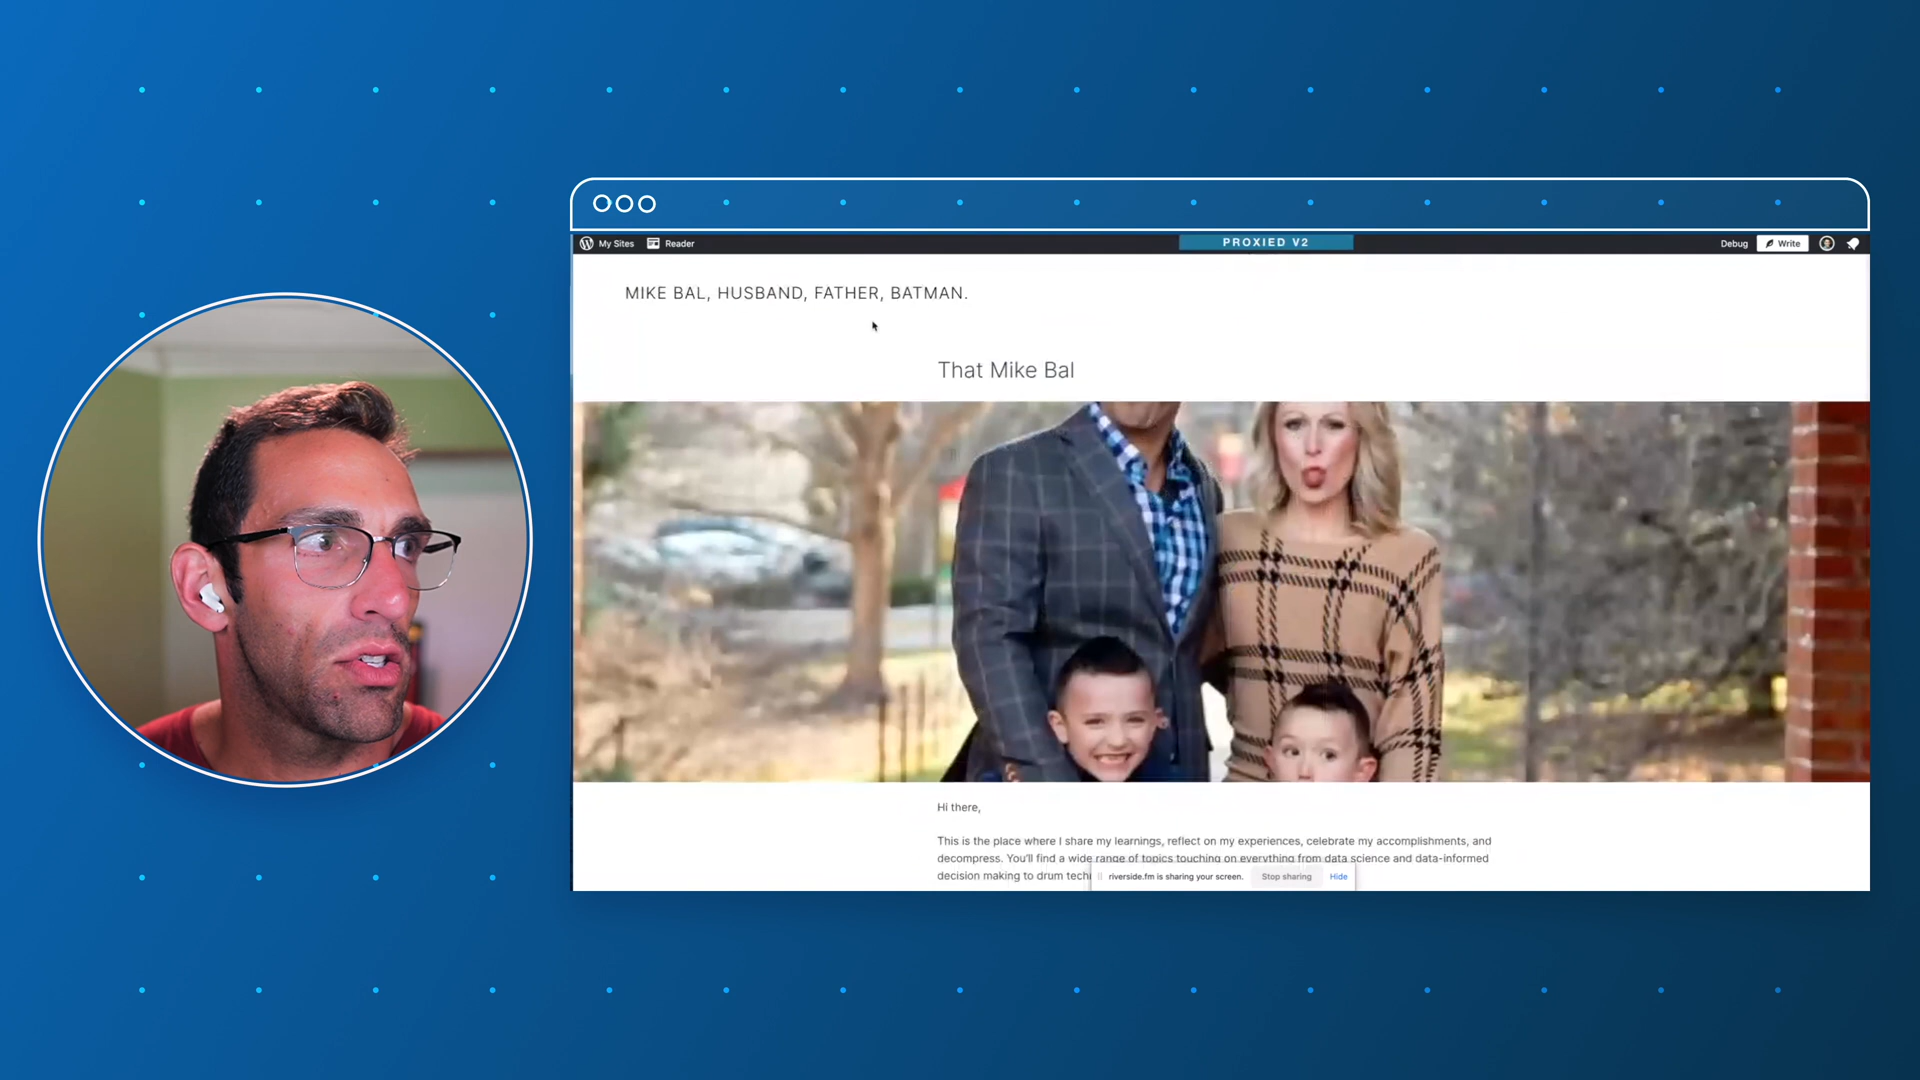 My Sites Reader PROXIED V2 Debug Write
MIKE BAL, HUSBAND, FATHER, BATMAN.
That Mike Bal
Hi there,
This is the place where I share my learnings, reflect on my experiences, celebrate my accomplishments, and
decompress. You'll find a wide range of topics touching on everything from data science and data-informed
decision making to drum
riverside.fm is sharing your screen. Stop sharing Hide